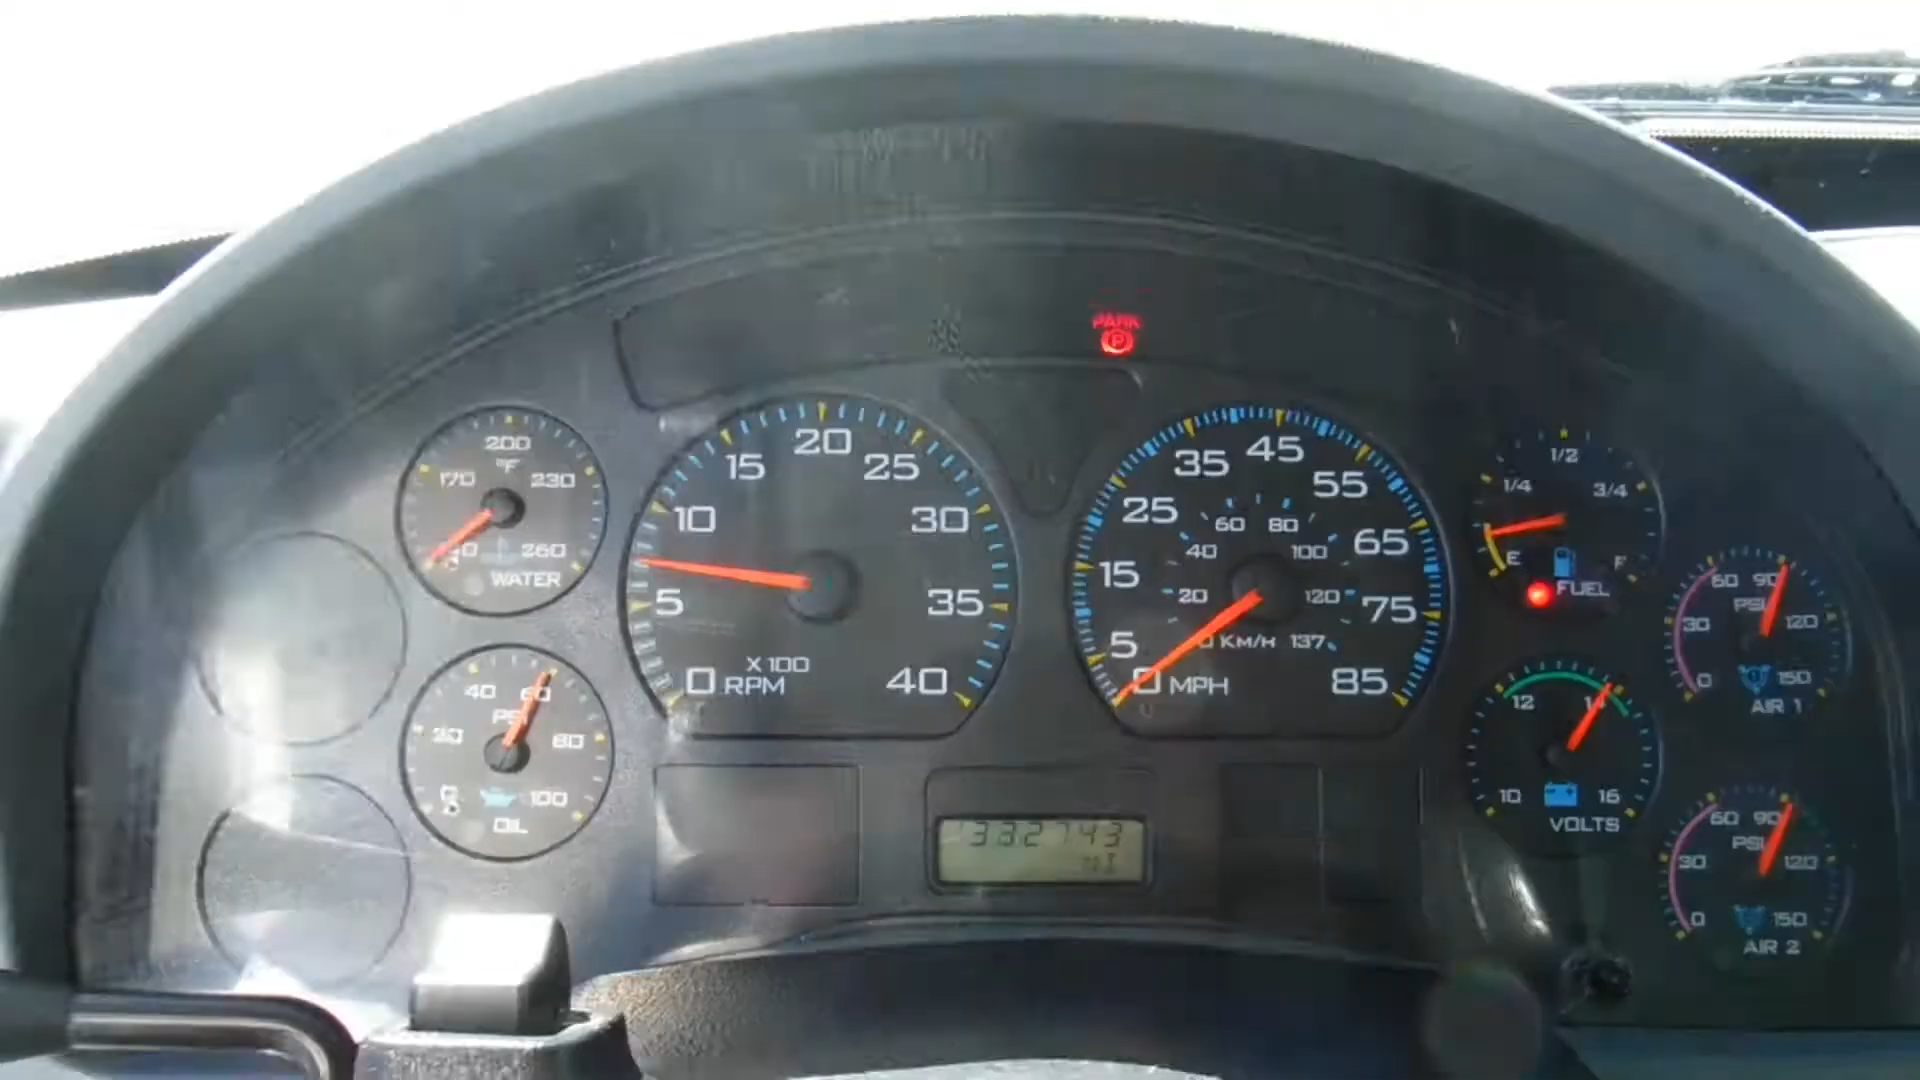 PARK
P
200
°F
170 230
260
WATER
40 60
PSI
20 80
100
OIL
20
15 25
10 30
5 35
X100
0 RPM 40
45
35 55
25 65
15 75
5 85
0 MPH
60 80
40 100
20 120
Km/h 137
1/2
1/4 3/4
E F
FUEL
12 14
10 16
VOLTS
60 90
PSI
30 120
0 150
AIR 1
60 90
PSI
30 120
0 150
AIR 2
332743